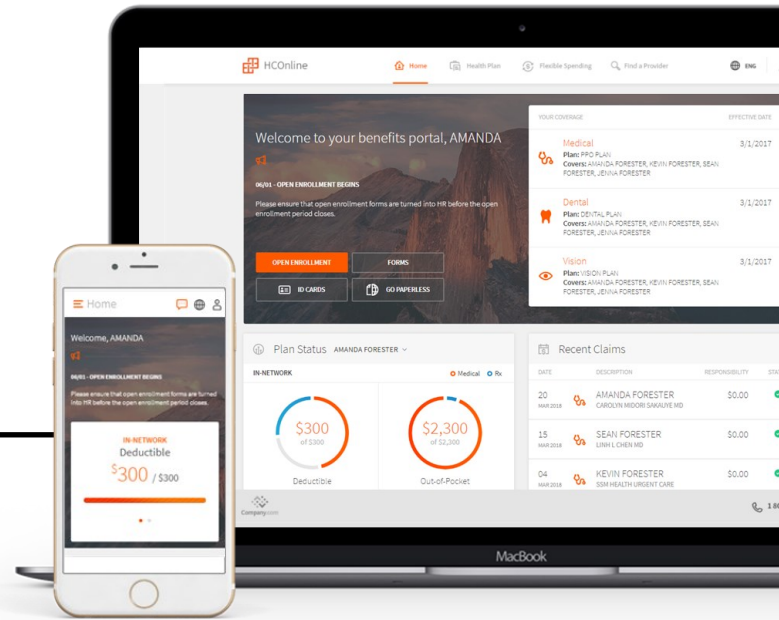 HCOnline
Home
Health Plan
Flexible Spending
Find a Provider
ENG
Welcome to your benefits portal, AMANDA
06/01 - OPEN ENROLLMENT BEGINS
Please ensure that open enrollment forms are turned into HR before the open
enrollment period closes.
OPEN ENROLLMENT
FORMS
ID CARDS
GO PAPERLESS
YOUR COVERAGE
EFFECTIVE DATE
Medical
3/1/2017
Plan: PPO PLAN
Covers: AMANDA FORESTER, KEVIN FORESTER, SEAN
FORESTER, JENNA FORESTER
Dental
3/1/2017
Plan: DENTAL PLAN
Covers: AMANDA FORESTER, KEVIN FORESTER, SEAN
FORESTER, JENNA FORESTER
Vision
3/1/2017
Plan: VISION PLAN
Covers: AMANDA FORESTER, KEVIN FORESTER, SEAN
FORESTER, JENNA FORESTER
Plan Status AMANDA FORESTER
IN-NETWORK
Medical
Rx
$300
of $300
Deductible
$2,300
of $2,300
Out-of-Pocket
Recent Claims
DATE
DESCRIPTION
RESPONSIBILITY
20
MAR 2018
AMANDA FORESTER
CAROLYN MIDORI SAKAUYE MD
$0.00
15
MAR 2018
SEAN FORESTER
LINH L CHEN MD
$0.00
04
MAR 2018
KEVIN FORESTER
SSM HEALTH URGENT CARE
$0.00
Company.com
MacBook
Home
Welcome, AMANDA
06/01 - OPEN ENROLLMENT BEGINS
Please ensure that open enrollment forms are turned
into HR before the open enrollment period closes.
IN-NETWORK
Deductible
$300 / $300